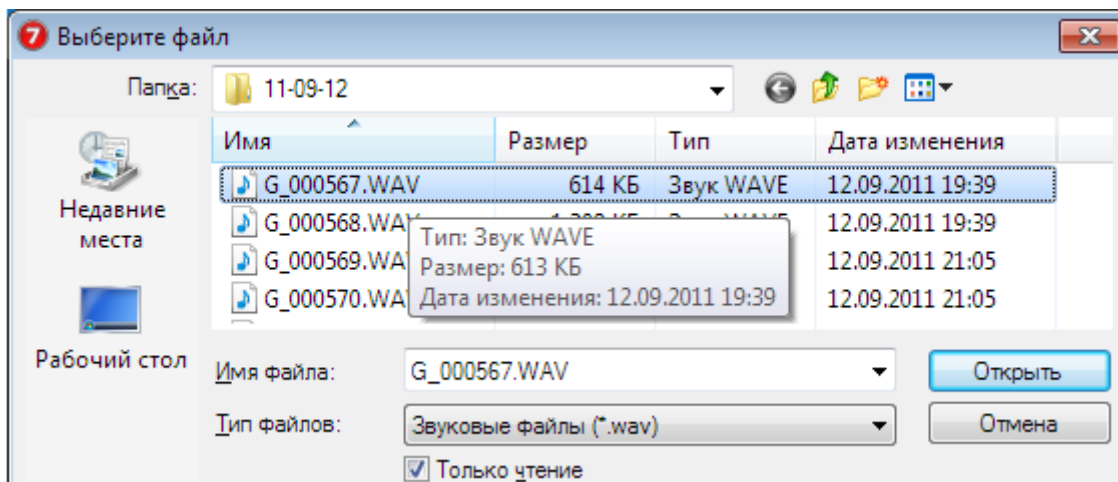 7 Выберите файл
Папка: 11-09-12
Имя Размер Тип Дата изменения
G_000567.WAV 614 КБ Звук WAVE 12.09.2011 19:39
G_000568.WAV 12.09.2011 19:39
G_000569.WA 12.09.2011 21:05
G_000570.WA 12.09.2011 21:05
Тип: Звук WAVE
Размер: 613 КБ
Дата изменения: 12.09.2011 19:39
Недавние
места
Рабочий стол
Имя файла: G_000567.WAV Открыть
Тип файлов: Звуковые файлы (*.wav) Отмена
Только чтение